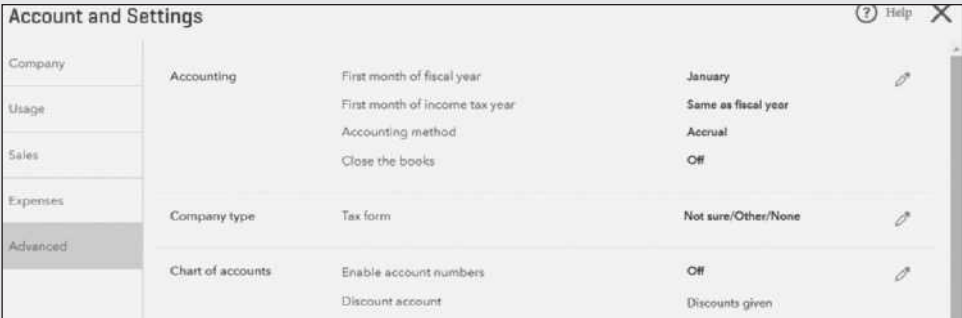 Account and Settings
Help
Company
Usage
Sales
Expenses
Advanced
Accounting
First month of fiscal year January
First month of income tax year Same as fiscal year
Accounting method Accrual
Close the books Off
Company type Tax form Not sure/Other/None
Chart of accounts Enable account numbers Off
Discount account Discounts given